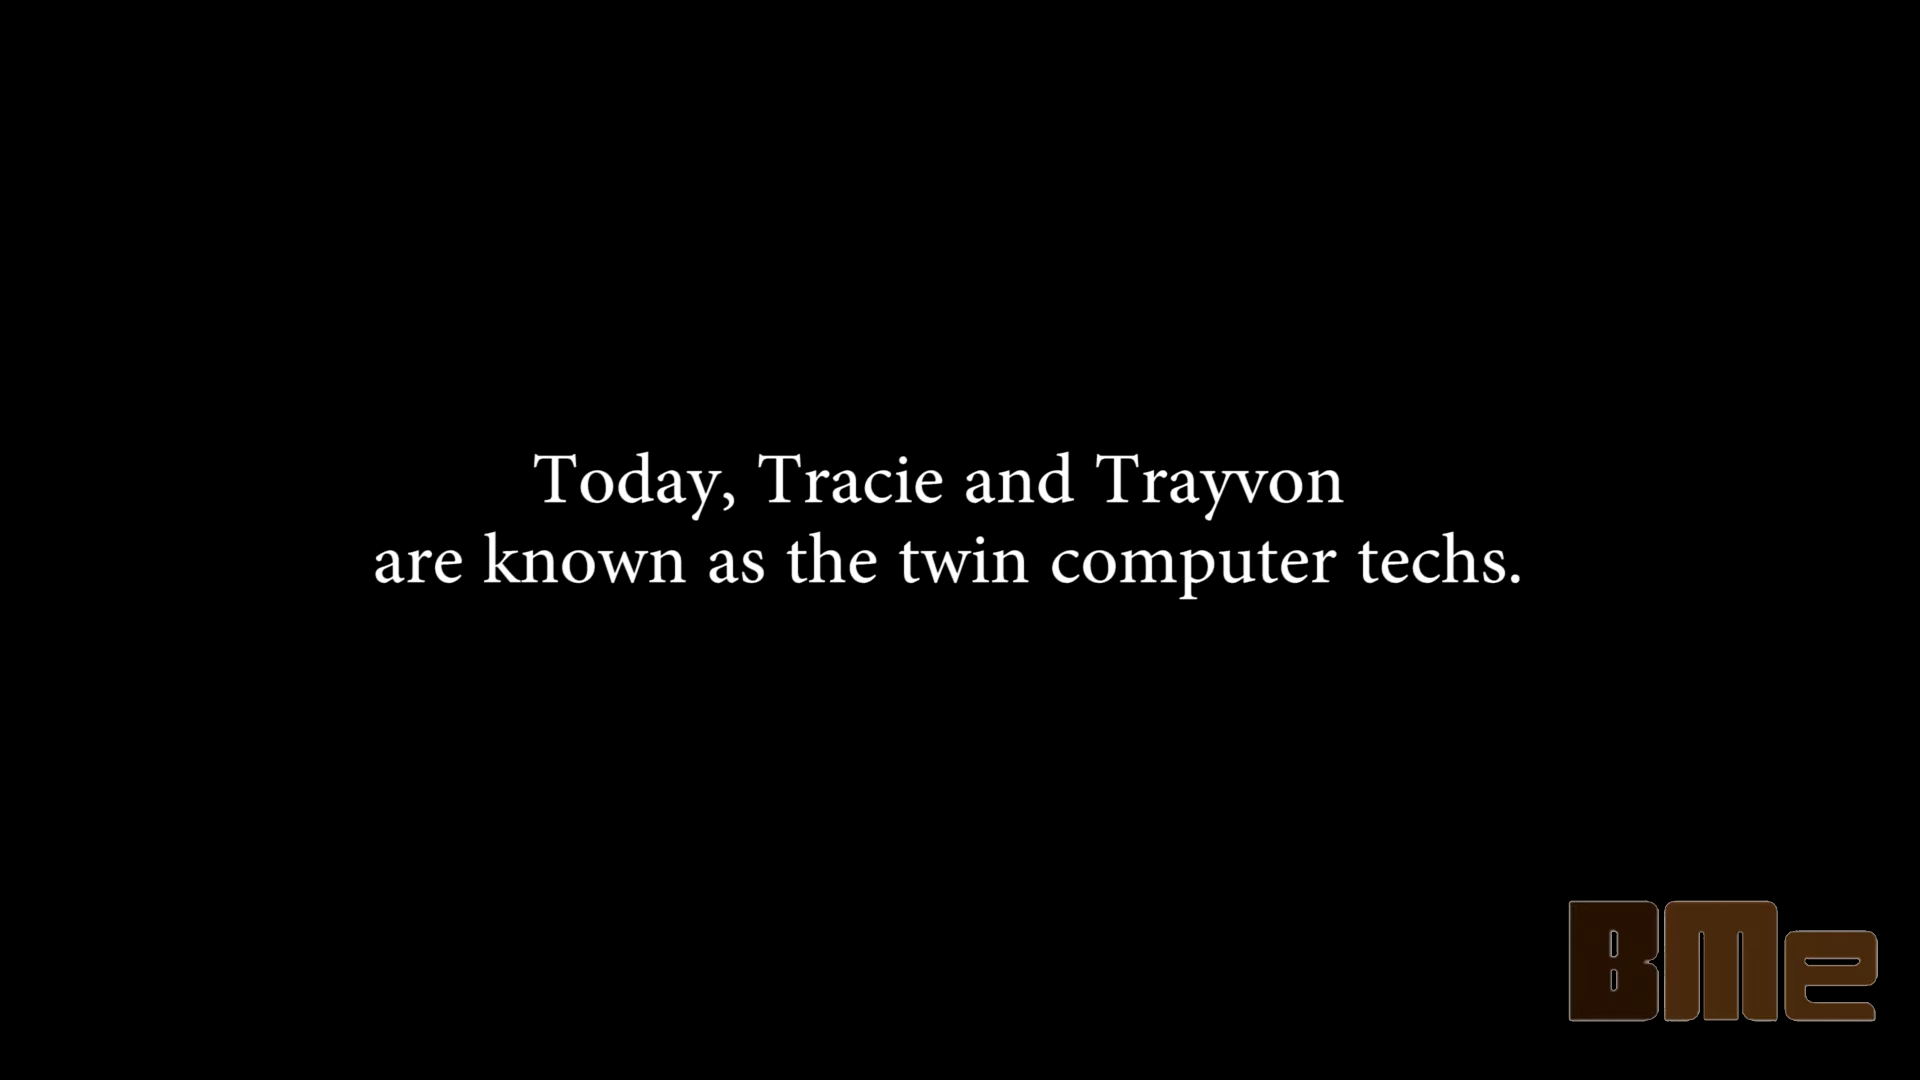 Today, Tracie and Trayvon
are known as the twin computer techs.
BMe